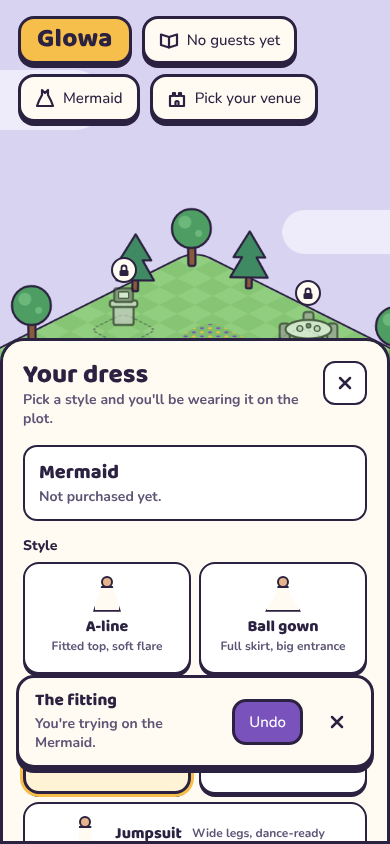 Glowa
No guests yet
Mermaid
Pick your venue
Your dress
Pick a style and you'll be wearing it on the
plot.
Mermaid
Not purchased yet.
Style
A-line
Fitted top, soft flare
Ball gown
Full skirt, big entrance
The fitting
You're trying on the
Mermaid.
Undo
Jumpsuit Wide legs, dance-ready